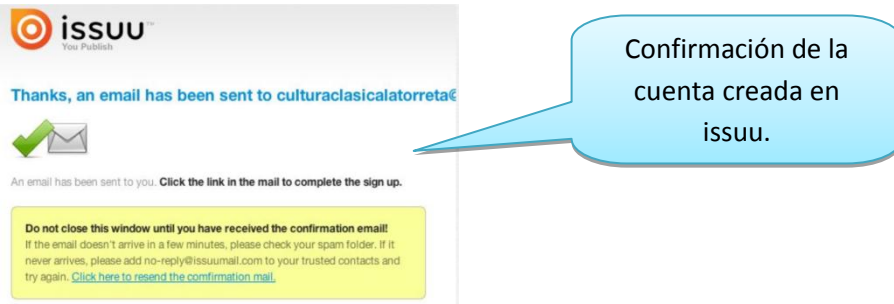 issuu™
You Publish
Thanks, an email has been sent to culturaclasicalatorreta@
An email has been sent to you. Click the link in the mail to complete the sign up.
Do not close this window until you have received the confirmation email!
If the email doesn't arrive in a few minutes, please check your spam folder. If it
never arrives, please add no-reply@issuumail.com to your trusted contacts and
try again. Click here to resend the comfirmation mail.
Confirmación de la
cuenta creada en
issuu.